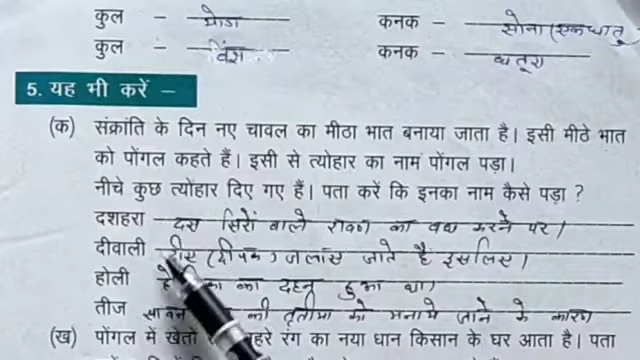 कुल – कनक – सोना (एक धातु
कुल – वंश कनक – धतूरा
5. यह भी करें –
(क) संक्रांति के दिन नए चावल का मीठा भात बनाया जाता है। इसी मीठे भात
को पोंगल कहते हैं। इसी से त्योहार का नाम पोंगल पड़ा।
नीचे कुछ त्योंहार दिए गए हैं। पता करें कि इनका नाम कैसे पड़ा ?
दशहरा दस सिरों वाले रावण का वध करने पर।
दीवाली (दीपक) जलाए जाते हैं इसलिए।
होली का दहन हुआ था।
तीज सावन की तृतीया को मनाये जाने के कारण
(ख) पोंगल में खेतों रंग का नया धान किसान के घर आता है। पता